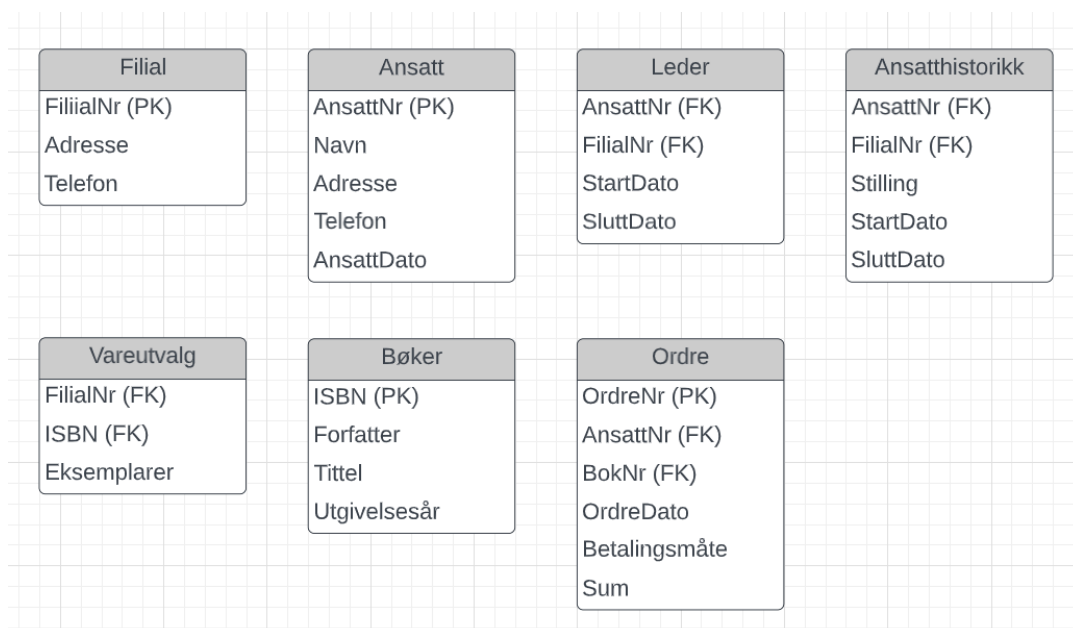 Filial
FiliialNr (PK)
Adresse
Telefon
Ansatt
AnsattNr (PK)
Navn
Adresse
Telefon
AnsattDato
Leder
AnsattNr (FK)
FilialNr (FK)
StartDato
SluttDato
Ansatthistorikk
AnsattNr (FK)
FilialNr (FK)
Stilling
StartDato
SluttDato
Vareutvalg
FilialNr (FK)
ISBN (FK)
Eksemplarer
Bøker
ISBN (PK)
Forfatter
Tittel
Utgivelsesår
Ordre
OrdreNr (PK)
AnsattNr (FK)
BokNr (FK)
OrdreDato
Betalingsmåte
Sum